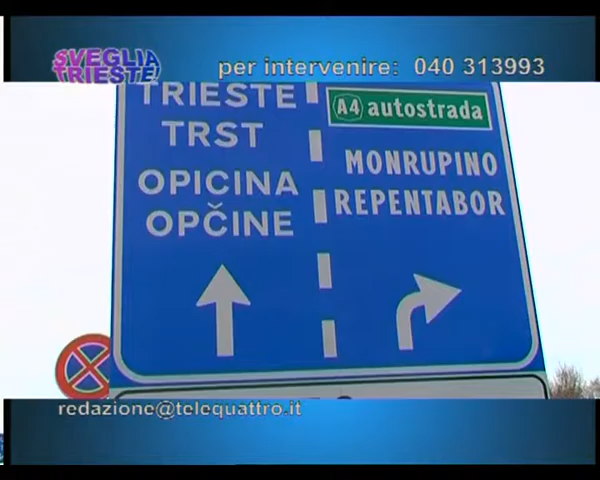 SVEGLIA
TRIESTE!
per intervenire: 040 313993
TRIESTE
TRST
OPICINA
OPČINE
A4 autostrada
MONRUPINO
REPENTABOR
redazione@telequattro.it